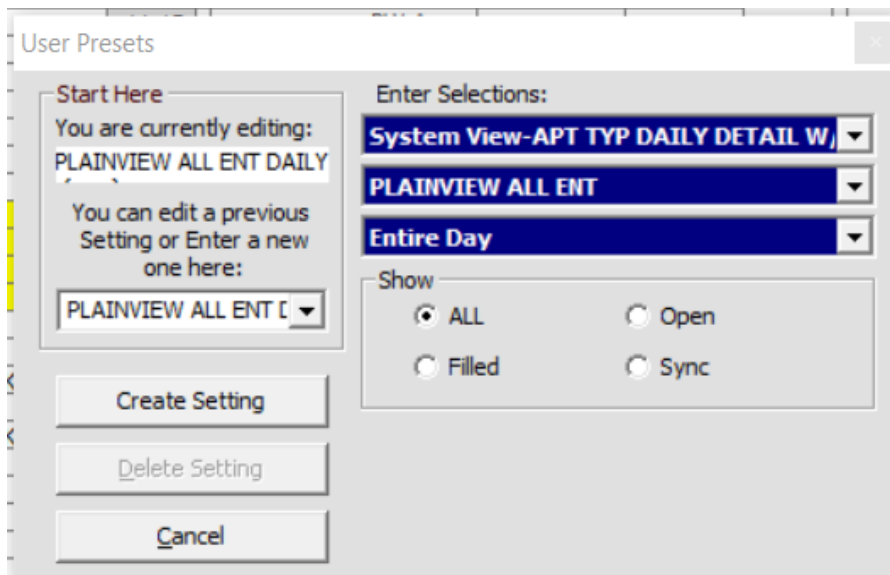 User Presets
Start Here
You are currently editing:
PLAINVIEW ALL ENT DAILY
You can edit a previous
Setting or Enter a new
one here:
PLAINVIEW ALL ENT D
Create Setting
Delete Setting
Cancel
Enter Selections:
System View-APT TYP DAILY DETAIL W/
PLAINVIEW ALL ENT
Entire Day
Show
ALL
Open
Filled
Sync